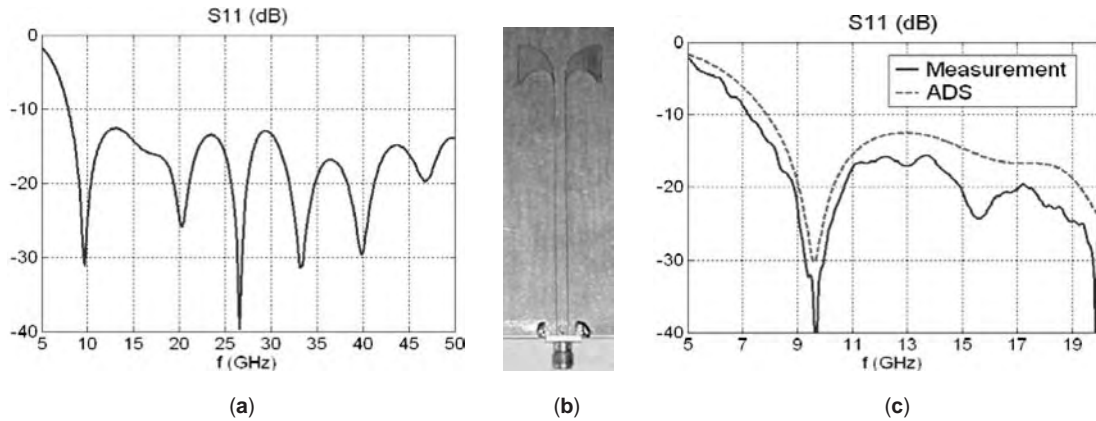 S11 (dB)
0
-10
-20
-30
-40
5 10 15 20 25 30 35 40 45 50
f (GHz)
(a)
(b)
S11 (dB)
0
-10
-20
-30
-40
Measurement
ADS
5 7 9 11 13 15 17 19
f (GHz)
(c)